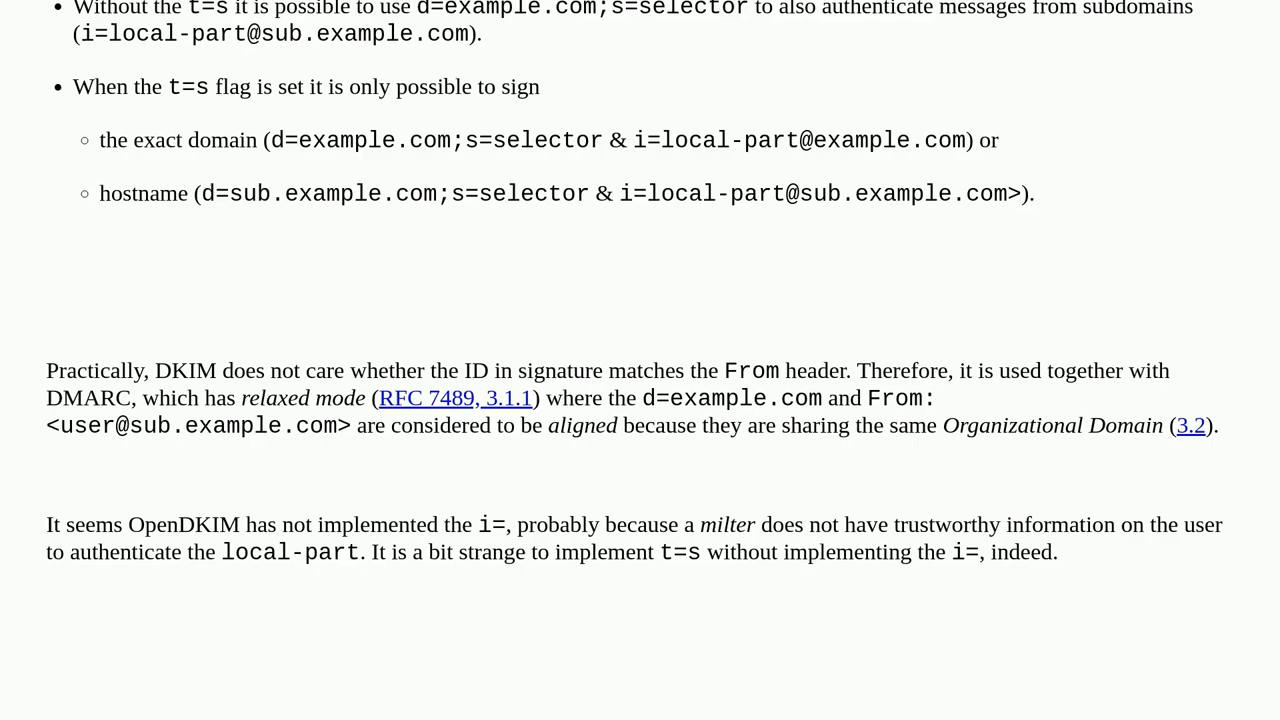 • Without the t=s it is possible to use d=example.com;s=selector to also authenticate messages from subdomains
(i=local-part@sub.example.com).
• When the t=s flag is set it is only possible to sign
○ the exact domain (d=example.com;s=selector & i=local-part@example.com) or
○ hostname (d=sub.example.com;s=selector & i=local-part@sub.example.com>).
Practically, DKIM does not care whether the ID in signature matches the From header. Therefore, it is used together with
DMARC, which has relaxed mode (RFC 7489, 3.1.1) where the d=example.com and From:
<user@sub.example.com> are considered to be aligned because they are sharing the same Organizational Domain (3.2).
It seems OpenDKIM has not implemented the i=, probably because a milter does not have trustworthy information on the user
to authenticate the local-part. It is a bit strange to implement t=s without implementing the i=, indeed.